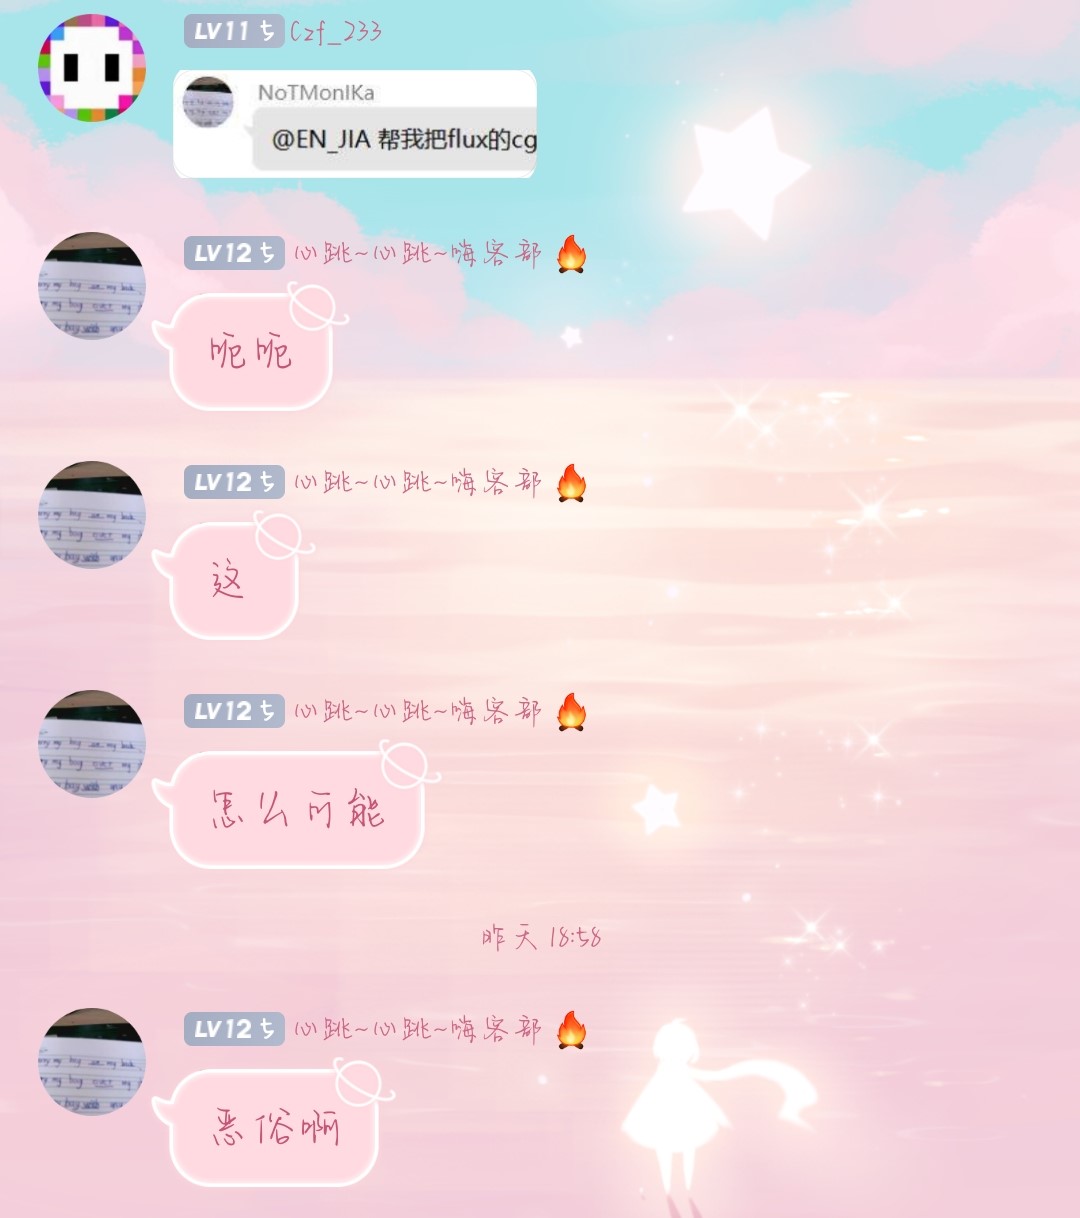 LV11 ち Czf_233
NoTMonIKa
@EN_JIA 帮我把flux的cg
LV12 ち 心跳~心跳~嗨客部 🔥
呃呃
LV12 ち 心跳~心跳~嗨客部 🔥
这
LV12 ち 心跳~心跳~嗨客部 🔥
怎么可能
昨天 18:58
LV12 ち 心跳~心跳~嗨客部 🔥
恶俗啊